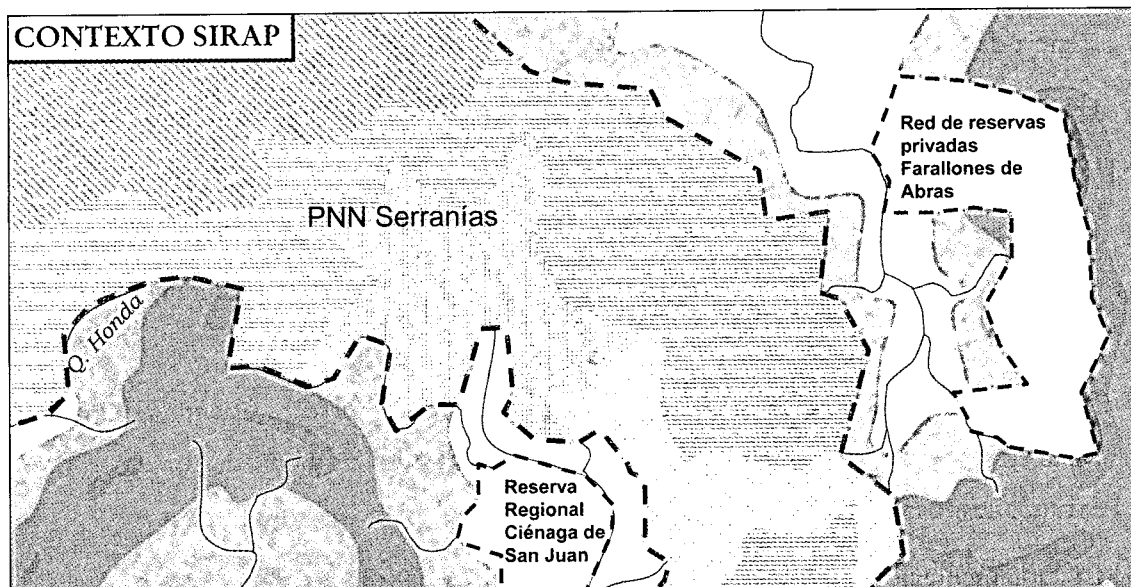 CONTEXTO SIRAP
Red de reservas
privadas
Farallones de
Abras
PNN Serranías
Q. Honda
Reserva
Regional
Ciénaga de
San Juan